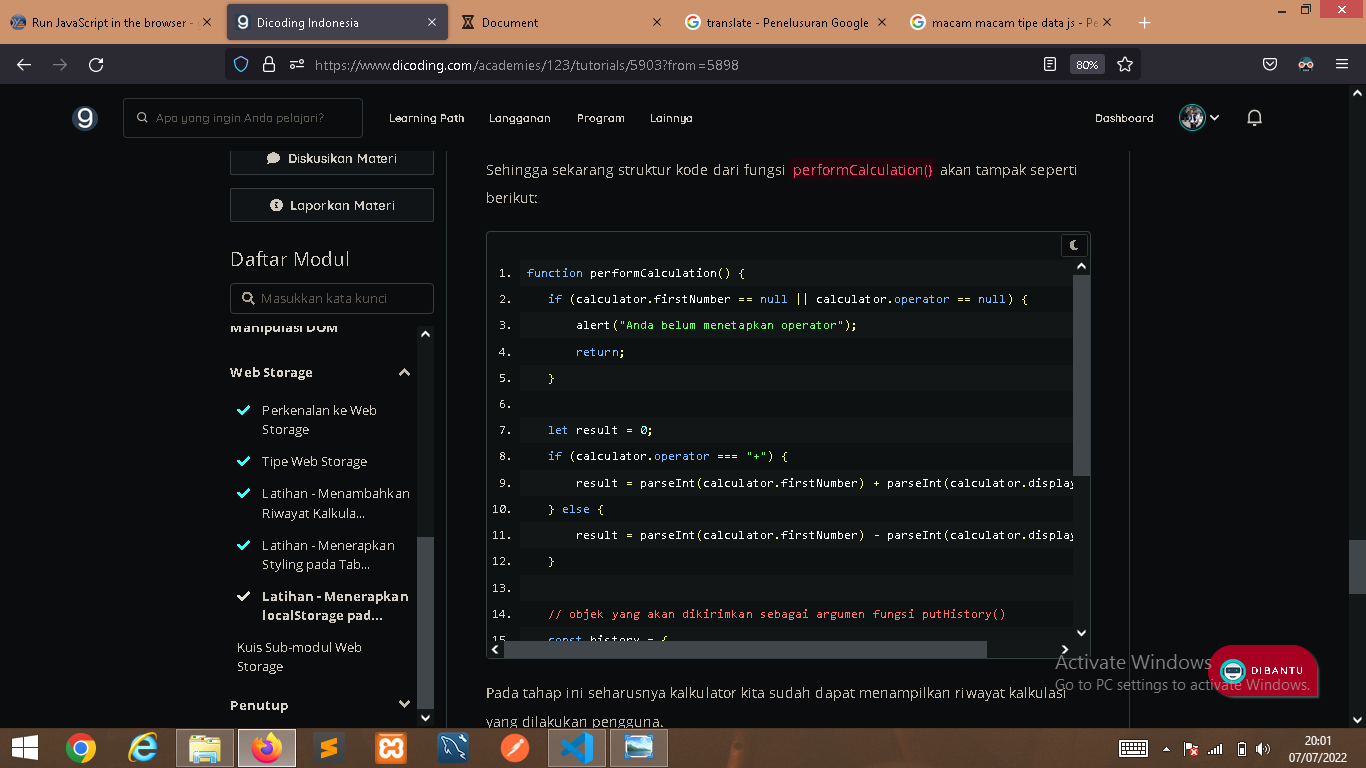 Run JavaScript in the browser -
Dicoding Indonesia
Document
translate - Penelusuran Google
macam macam tipe data js - Pe
https://www.dicoding.com/academies/123/tutorials/5903?from=5898
80%
Apa yang ingin Anda pelajari?
Learning Path
Langganan
Program
Lainnya
Dashboard
Diskusikan Materi
Laporkan Materi
Daftar Modul
Masukkan kata kunci
Manipulasi DOM
Web Storage
Perkenalan ke Web
Storage
Tipe Web Storage
Latihan - Menambahkan
Riwayat Kalkula...
Latihan - Menerapkan
Styling pada Tab...
Latihan - Menerapkan
localStorage pad...
Kuis Sub-modul Web
Storage
Penutup
Sehingga sekarang struktur kode dari fungsi performCalculation() akan tampak seperti
berikut:
1. function performCalculation() {
2. if (calculator.firstNumber == null || calculator.operator == null) {
3. alert("Anda belum menetapkan operator");
4. return;
5. }
6.
7. let result = 0;
8. if (calculator.operator === "+") {
9. result = parseInt(calculator.firstNumber) + parseInt(calculator.display
10. } else {
11. result = parseInt(calculator.firstNumber) - parseInt(calculator.display
12. }
13.
14. // objek yang akan dikirimkan sebagai argumen fungsi putHistory()
15. const history = {
Pada tahap ini seharusnya kalkulator kita sudah dapat menampilkan riwayat kalkulasi
yang dilakukan pengguna.
Activate Windows
Go to PC settings to activate Windows.
DIBANTU
20:01
07/07/2022